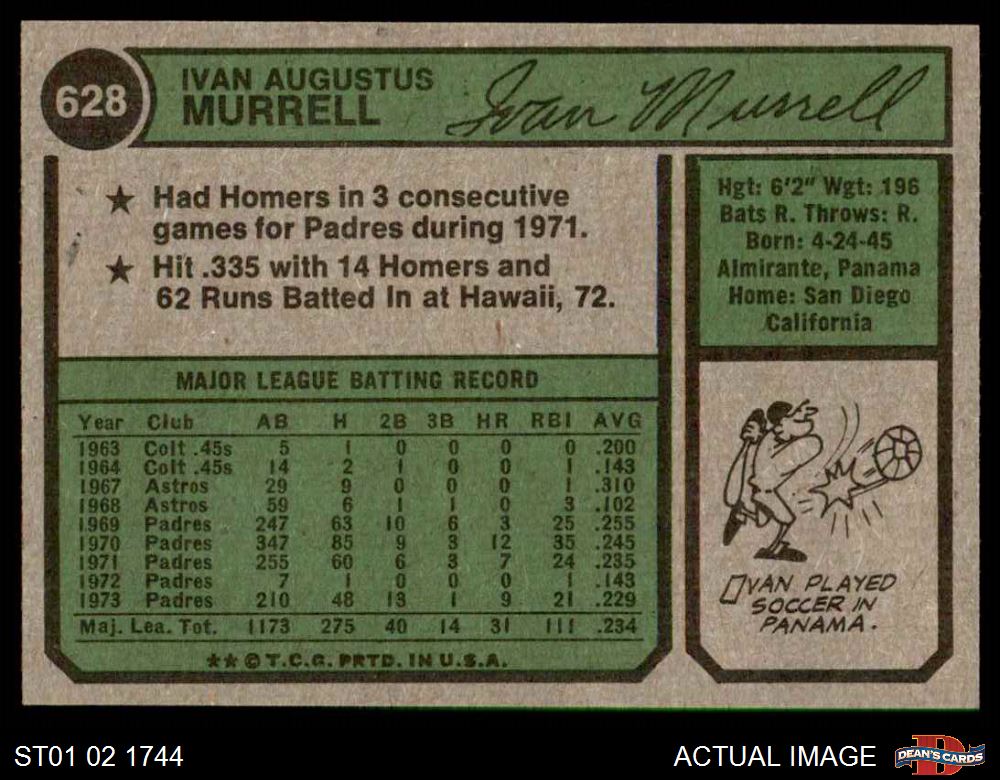 628
IVAN AUGUSTUS
MURRELL
Ivan Murrell
★ Had Homers in 3 consecutive
games for Padres during 1971.
★ Hit .335 with 14 Homers and
62 Runs Batted In at Hawaii, 72.
Hgt: 6'2" Wgt: 196
Bats R. Throws: R.
Born: 4-24-45
Almirante, Panama
Home: San Diego
California
MAJOR LEAGUE BATTING RECORD
Year Club AB H 2B 3B HR RBI AVG
1963 Colt .45s 5 1 0 0 0 0 .200
1964 Colt .45s 14 2 1 0 0 1 .143
1967 Astros 29 9 0 0 0 1 .310
1968 Astros 59 6 1 1 0 3 .102
1969 Padres 247 63 10 6 3 25 .255
1970 Padres 347 85 9 3 12 35 .245
1971 Padres 255 60 6 3 7 24 .235
1972 Padres 7 1 0 0 0 1 .143
1973 Padres 210 48 13 1 9 21 .229
Maj. Lea. Tot. 1173 275 40 14 31 111 .234
★★ © T.C.G. PRTD. IN U.S.A.
IVAN PLAYED
SOCCER IN
PANAMA.
ST01 02 1744
ACTUAL IMAGE
DEAN'S CARDS